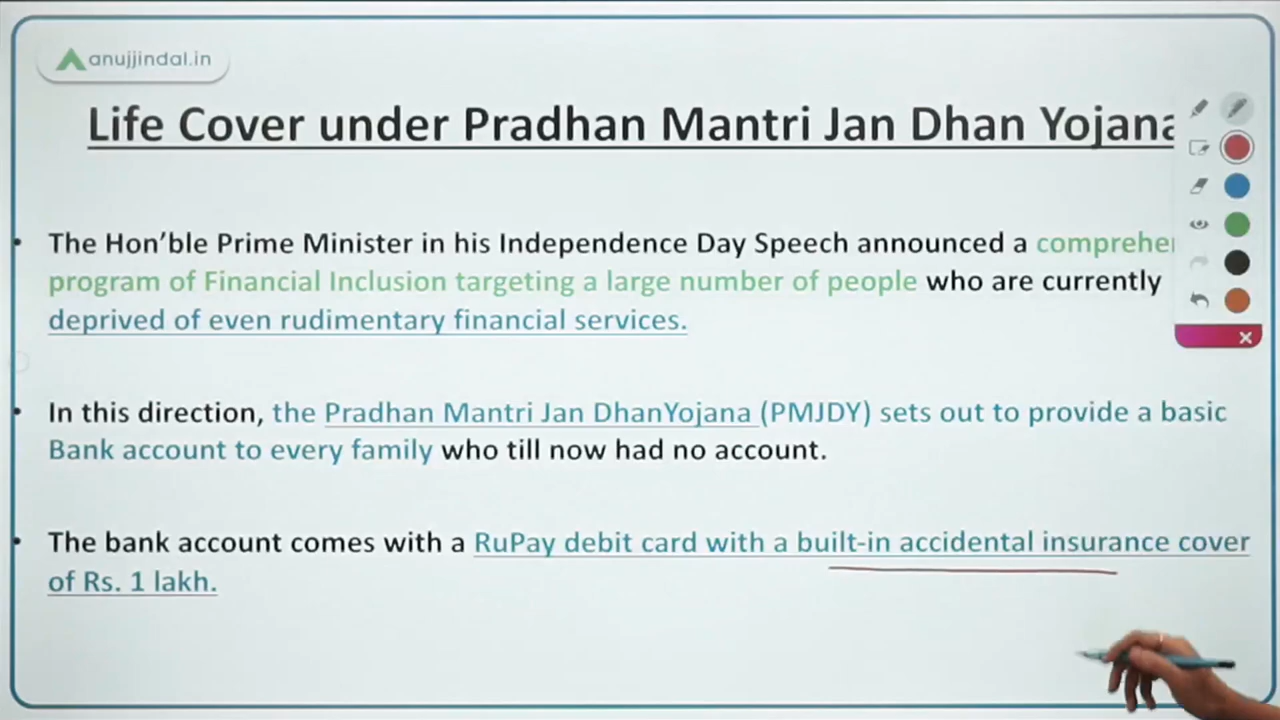 anujjindal.in
Life Cover under Pradhan Mantri Jan Dhan Yojana
The Hon'ble Prime Minister in his Independence Day Speech announced a
program of Financial Inclusion targeting a large number of people who are currently
deprived of even rudimentary financial services.
In this direction, the Pradhan Mantri Jan DhanYojana (PMJDY) sets out to provide a basic
Bank account to every family who till now had no account.
The bank account comes with a RuPay debit card with a built-in accidental insurance cover
of Rs. 1 lakh.